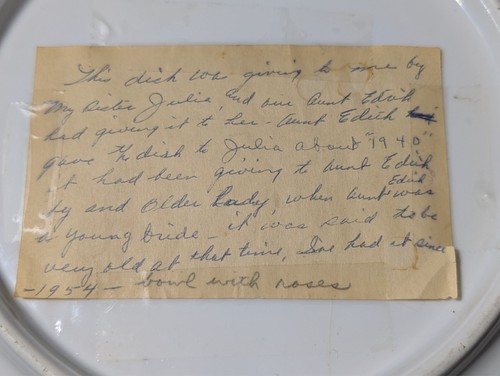 This dish was giving to me by
my sister Julia, and our Aunt Edith
had giving it to her - Aunt Edith
gave the dish to Julia about "1940"
it had been giving to Aunt Edith
by and older Lady, when Aunt Edith was
a young bride - it was said to be
very old at that time, She had it since
- 1954 - bowl with roses